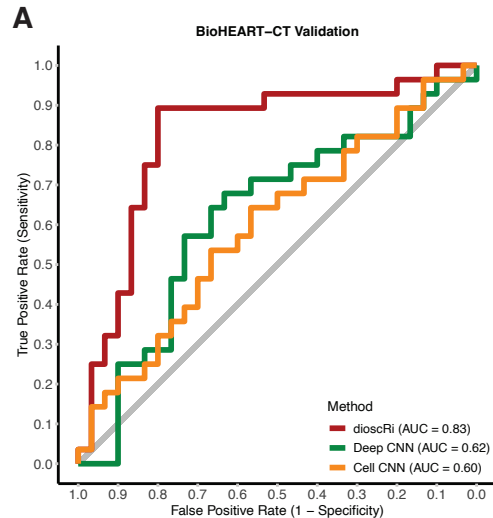 A
BioHEART−CT Validation
True Positive Rate (Sensitivity)
1.0
0.9
0.8
0.7
0.6
0.5
0.4
0.3
0.2
0.1
0.0
Method
dioscRi (AUC = 0.83)
Deep CNN (AUC = 0.62)
Cell CNN (AUC = 0.60)
1.0 0.9 0.8 0.7 0.6 0.5 0.4 0.3 0.2 0.1 0.0
False Positive Rate (1 − Specificity)